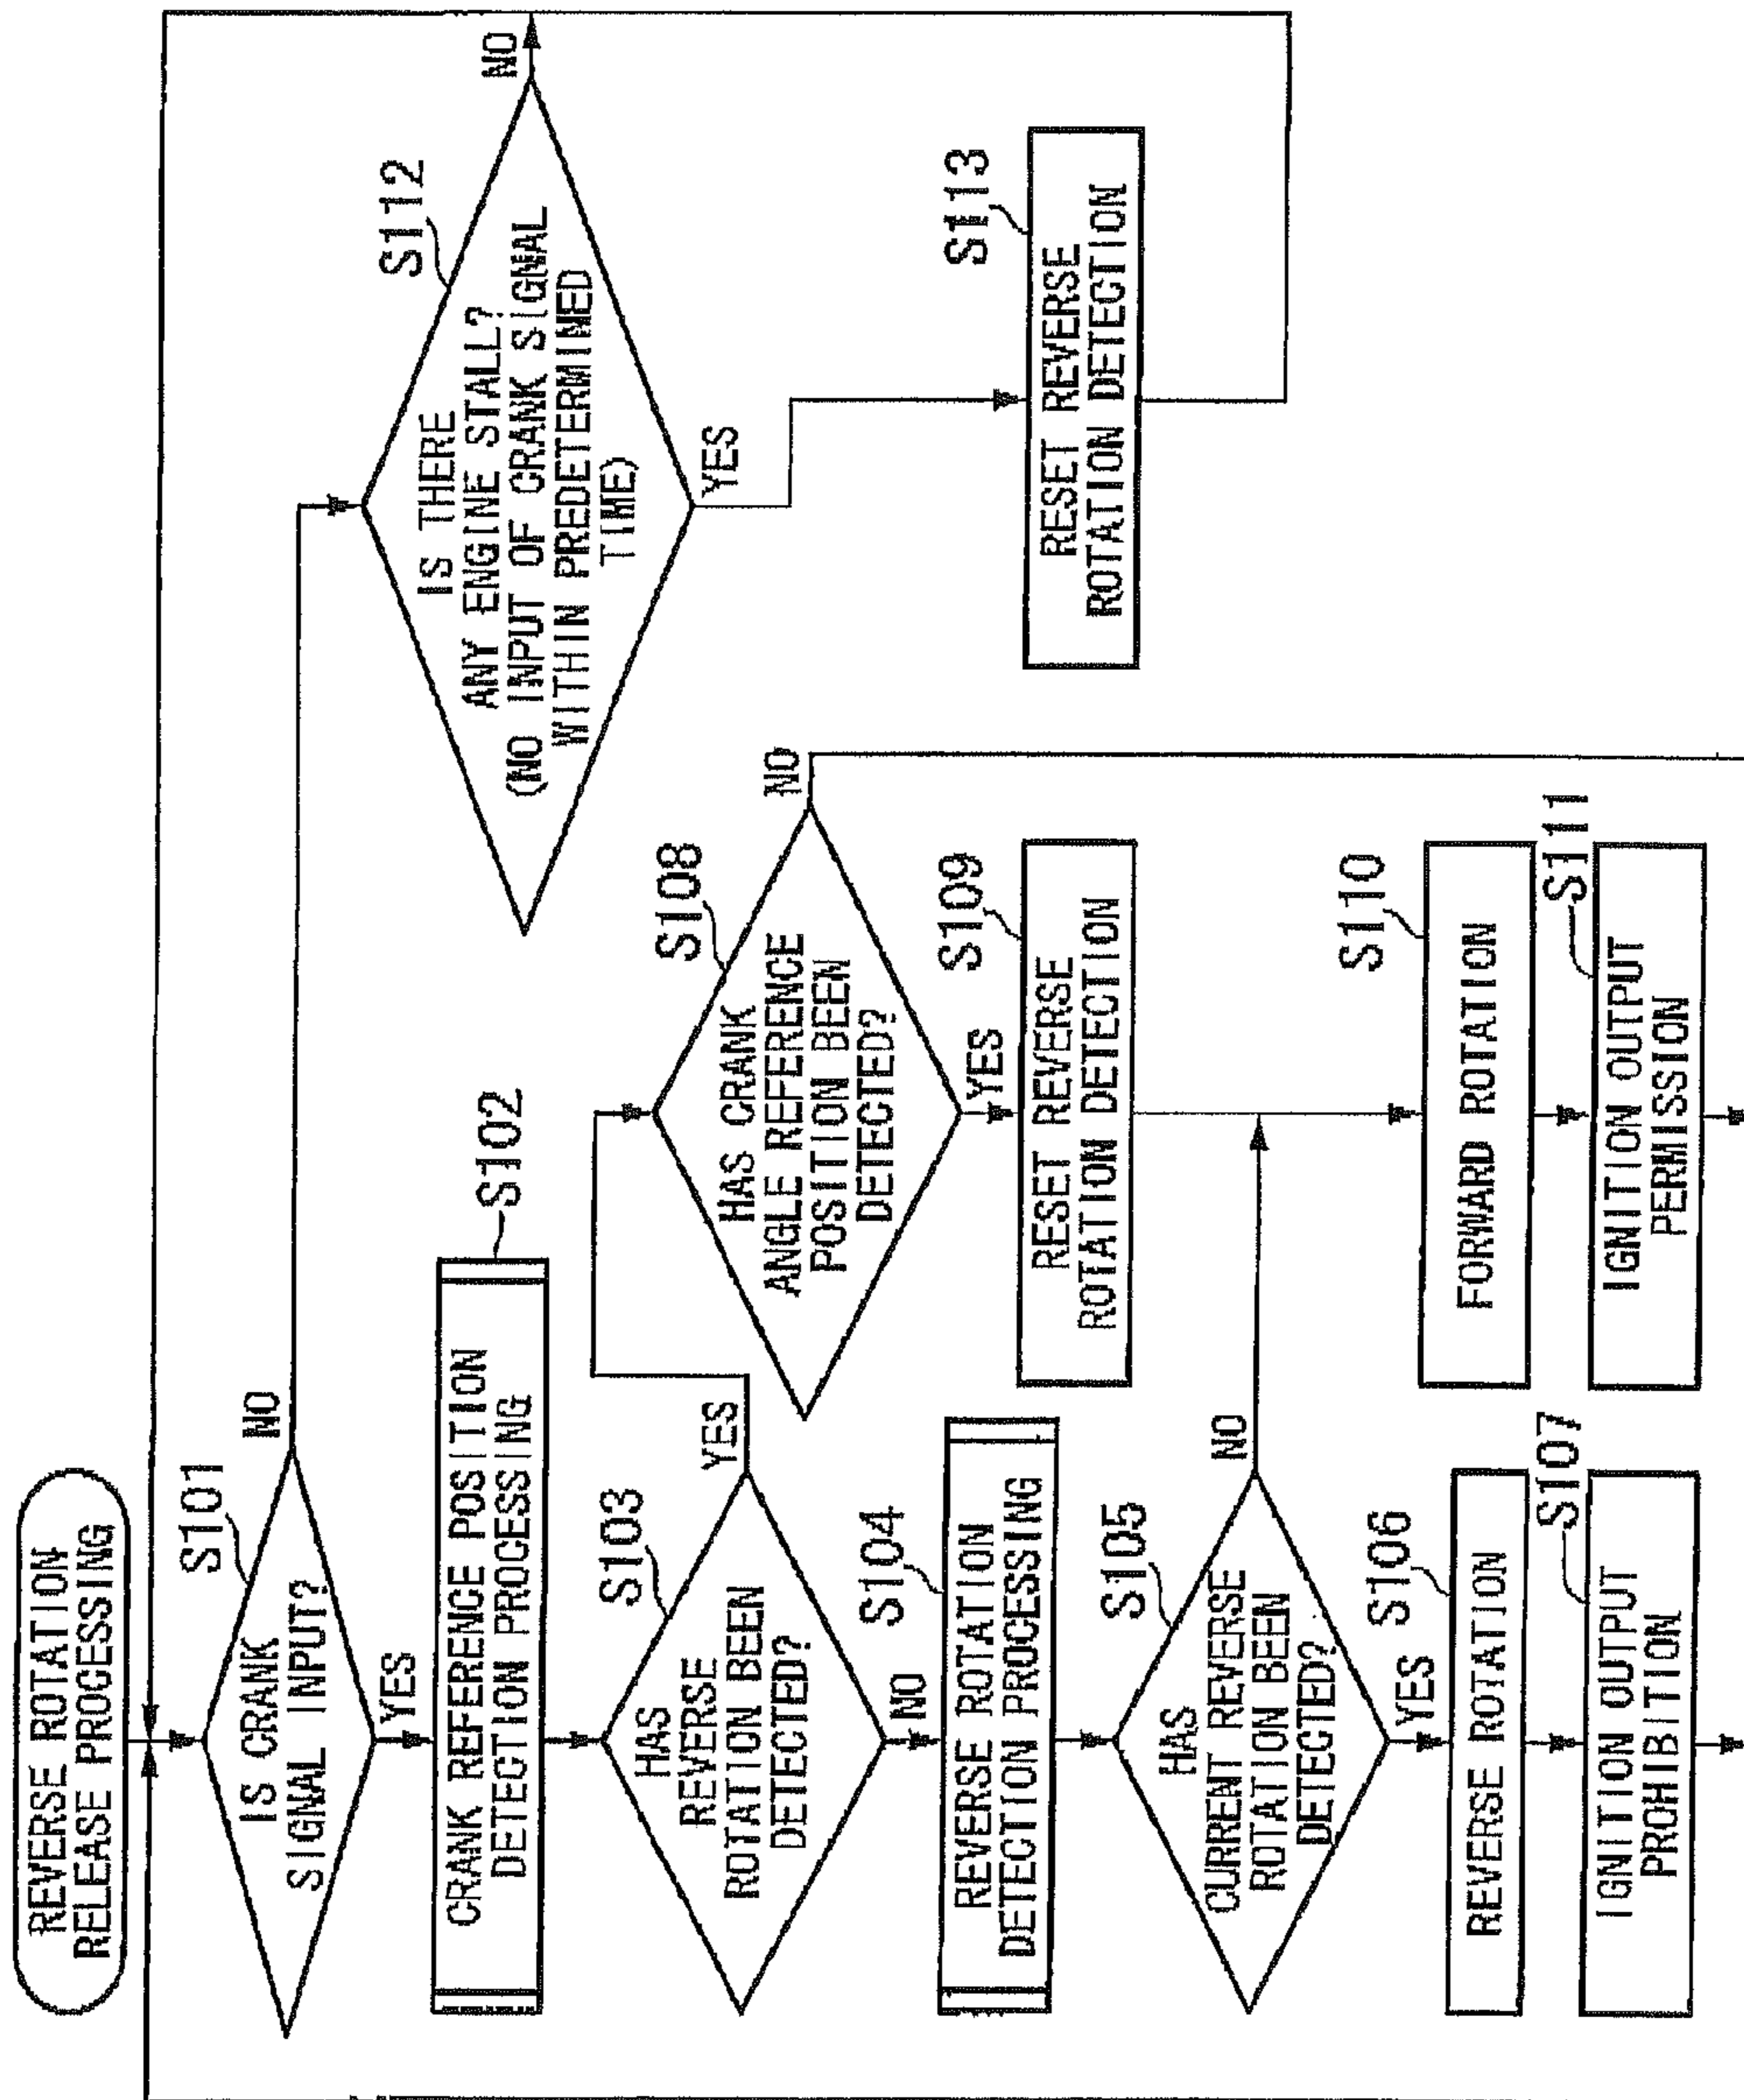 REVERSE ROTATION
RELEASE PROCESSING
S101
IS CRANK
SIGNAL INPUT?
NO
YES
S102
CRANK REFERENCE POSITION
DETECTION PROCESSING
S103
HAS
REVERSE
ROTATION BEEN
DETECTED?
YES
NO
S104
REVERSE ROTATION
DETECTION PROCESSING
S105
HAS
CURRENT REVERSE
ROTATION BEEN
DETECTED?
NO
YES
S106
REVERSE ROTATION
S107
IGNITION OUTPUT
PROHIBITION
S108
HAS CRANK
ANGLE REFERENCE
POSITION BEEN
DETECTED?
NO
YES
S109
RESET REVERSE
ROTATION DETECTION
S110
FORWARD ROTATION
S111
IGNITION OUTPUT
PERMISSION
S112
IS THERE
ANY ENGINE STALL?
(NO INPUT OF CRANK SIGNAL
WITHIN PREDETERMINED
TIME)
NO
YES
S113
RESET REVERSE
ROTATION DETECTION